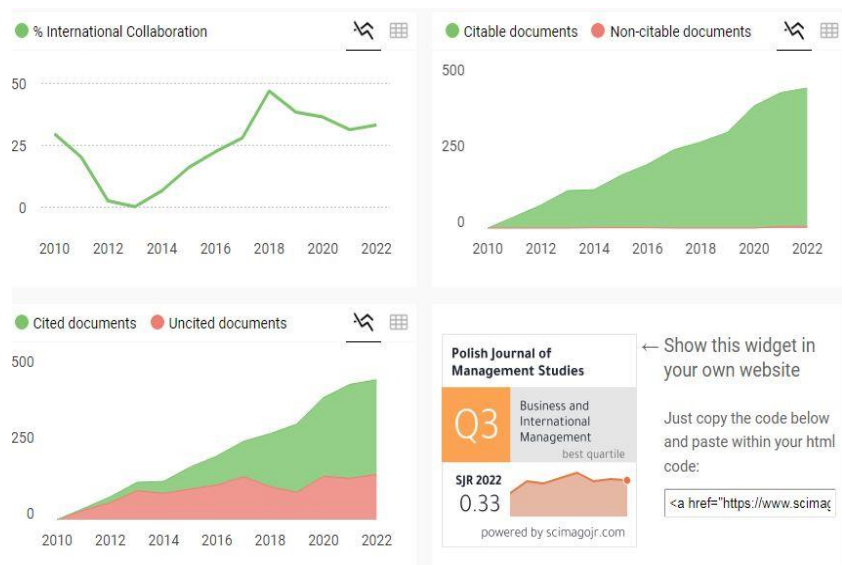 % International Collaboration
50
25
0
2010 2012 2014 2016 2018 2020 2022
Citable documents Non-citable documents
500
250
0
2010 2012 2014 2016 2018 2020 2022
Cited documents Uncited documents
500
250
0
2010 2012 2014 2016 2018 2020 2022
Polish Journal of
Management Studies
Q3
Business and
International
Management
best quartile
SJR 2022
0.33
powered by scimagojr.com
← Show this widget in
your own website
Just copy the code below
and paste within your html
code:
<a href="https://www.scimag